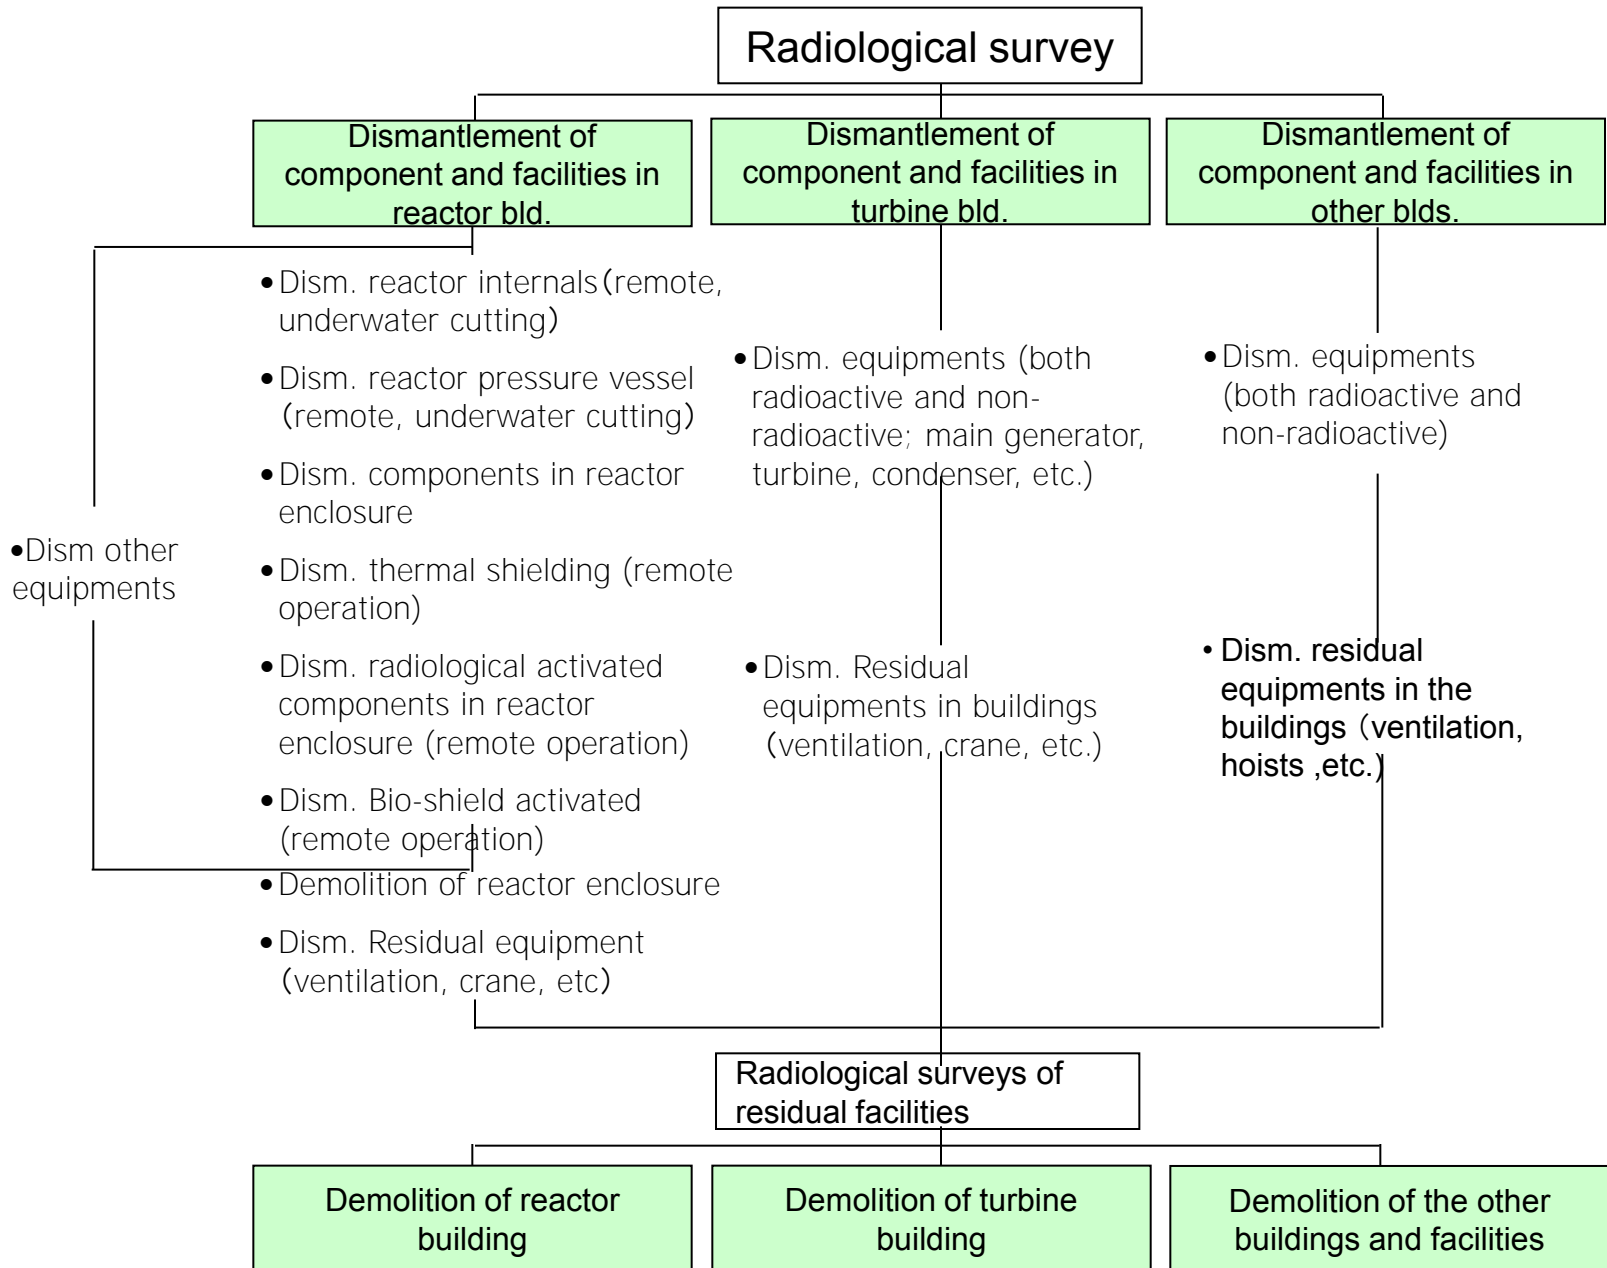 Radiological survey
Dismantlement of
component and facilities in
reactor bld.
Dismantlement of
component and facilities in
turbine bld.
Dismantlement of
component and facilities in
other blds.
•Dism other
equipments
•Dism. reactor internals(remote,
underwater cutting)
•Dism. reactor pressure vessel
(remote, underwater cutting)
•Dism. components in reactor
enclosure
•Dism. thermal shielding (remote
operation)
•Dism. radiological activated
components in reactor
enclosure (remote operation)
•Dism. Bio-shield activated
(remote operation)
•Demolition of reactor enclosure
•Dism. Residual equipment
(ventilation, crane, etc)
•Dism. equipments (both
radioactive and non-
radioactive; main generator,
turbine, condenser, etc.)
•Dism. Residual
equipments in buildings
(ventilation, crane, etc.)
•Dism. equipments
(both radioactive and
non-radioactive)
• Dism. residual
equipments in the
buildings (ventilation,
hoists ,etc.)
Radiological surveys of
residual facilities
Demolition of reactor
building
Demolition of turbine
building
Demolition of the other
buildings and facilities